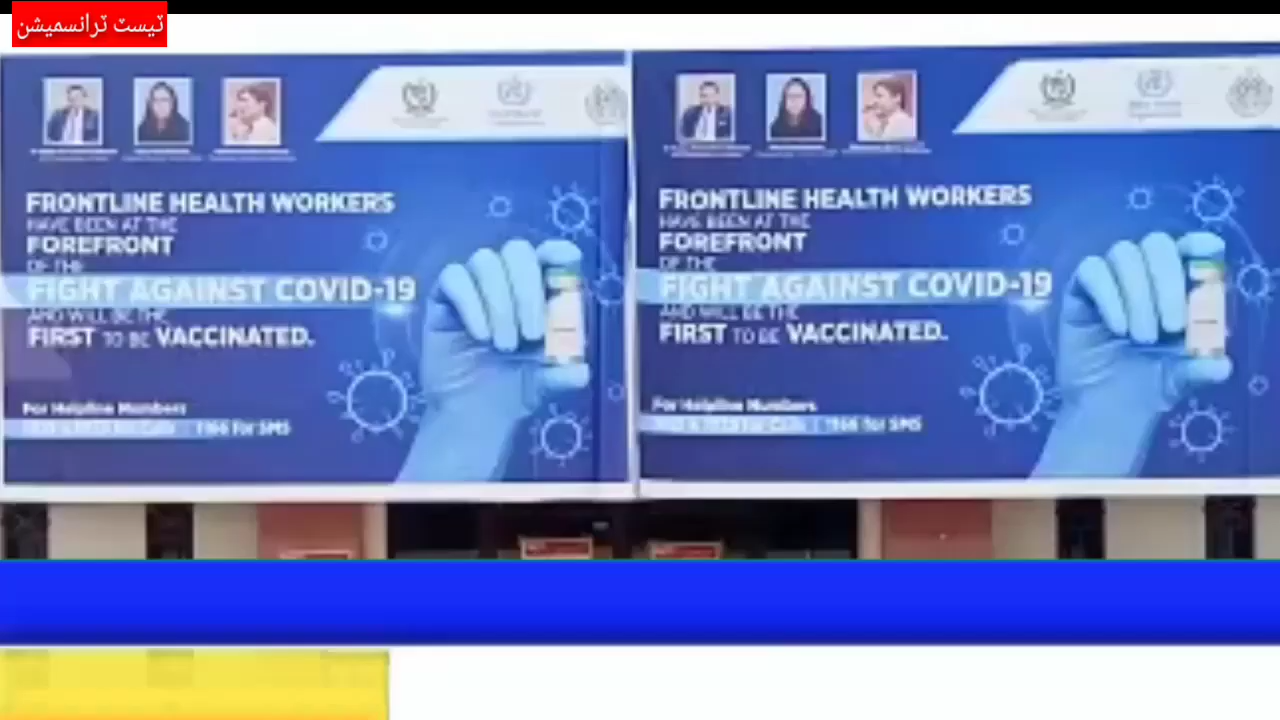 ٹیسٹ ٹرانسمیشن
FRONTLINE HEALTH WORKERS
HAVE BEEN AT THE
FOREFRONT
OF THE
FIGHT AGAINST COVID-19
AND WILL BE THE
FIRST TO BE VACCINATED.
For Helpline Numbers
1166 for SMS
FRONTLINE HEALTH WORKERS
HAVE BEEN AT THE
FOREFRONT
OF THE
FIGHT AGAINST COVID-19
AND WILL BE THE
FIRST TO BE VACCINATED.
For Helpline Numbers
1166 for SMS